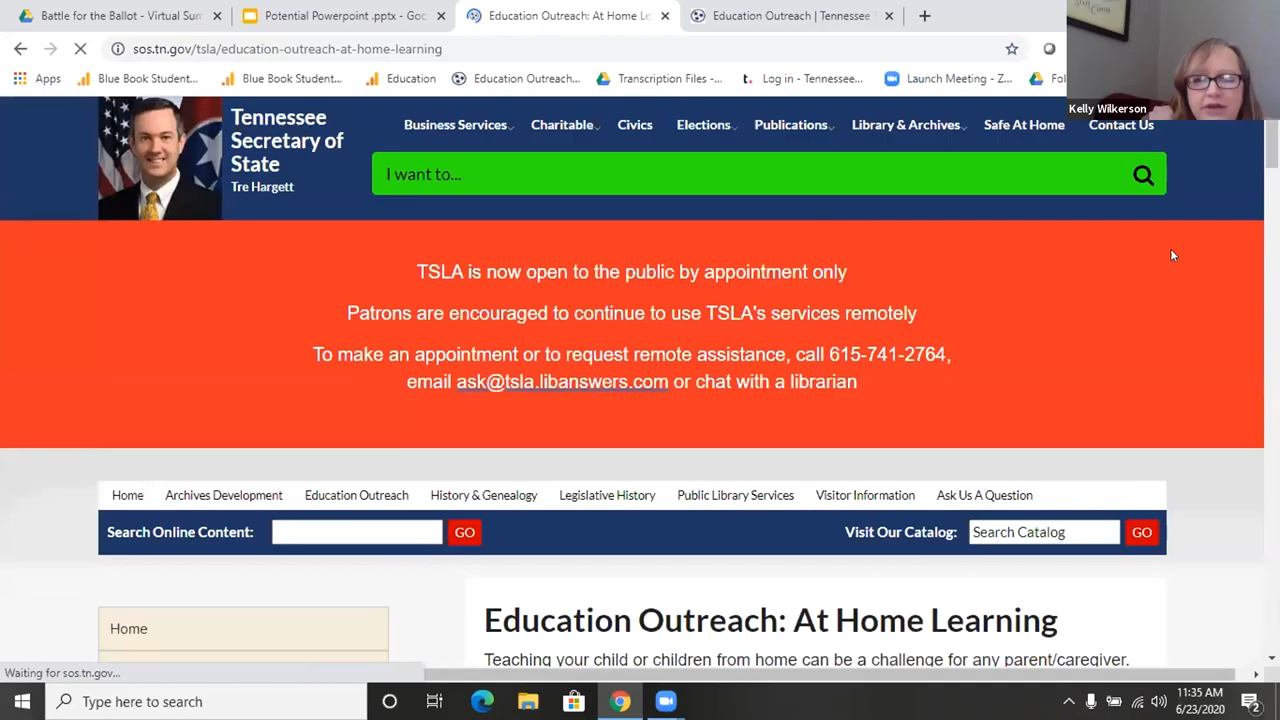 Battle for the Ballot - Virtual Sum
Potential Powerpoint .pptx - Goo
Education Outreach: At Home Le
Education Outreach | Tennessee
sos.tn.gov/tsla/education-outreach-at-home-learning
Apps
Blue Book Student...
Blue Book Student...
Education
Education Outreac...
Transcription Files -...
t. Log in - Tennessee...
Launch Meeting - Z...
Fol
Kelly Wilkerson
Tennessee
Secretary of
State
Tre Hargett
Business Services
Charitable
Civics
Elections
Publications
Library & Archives
Safe At Home
Contact Us
I want to...
TSLA is now open to the public by appointment only
Patrons are encouraged to continue to use TSLA's services remotely
To make an appointment or to request remote assistance, call 615-741-2764,
email ask@tsla.libanswers.com or chat with a librarian
Home
Archives Development
Education Outreach
History & Genealogy
Legislative History
Public Library Services
Visitor Information
Ask Us A Question
Search Online Content:
GO
Visit Our Catalog:
Search Catalog
GO
Home
Education Outreach: At Home Learning
Teaching your child or children from home can be a challenge for any parent/caregiver.
Waiting for sos.tn.gov...
Type here to search
11:35 AM
6/23/2020
2